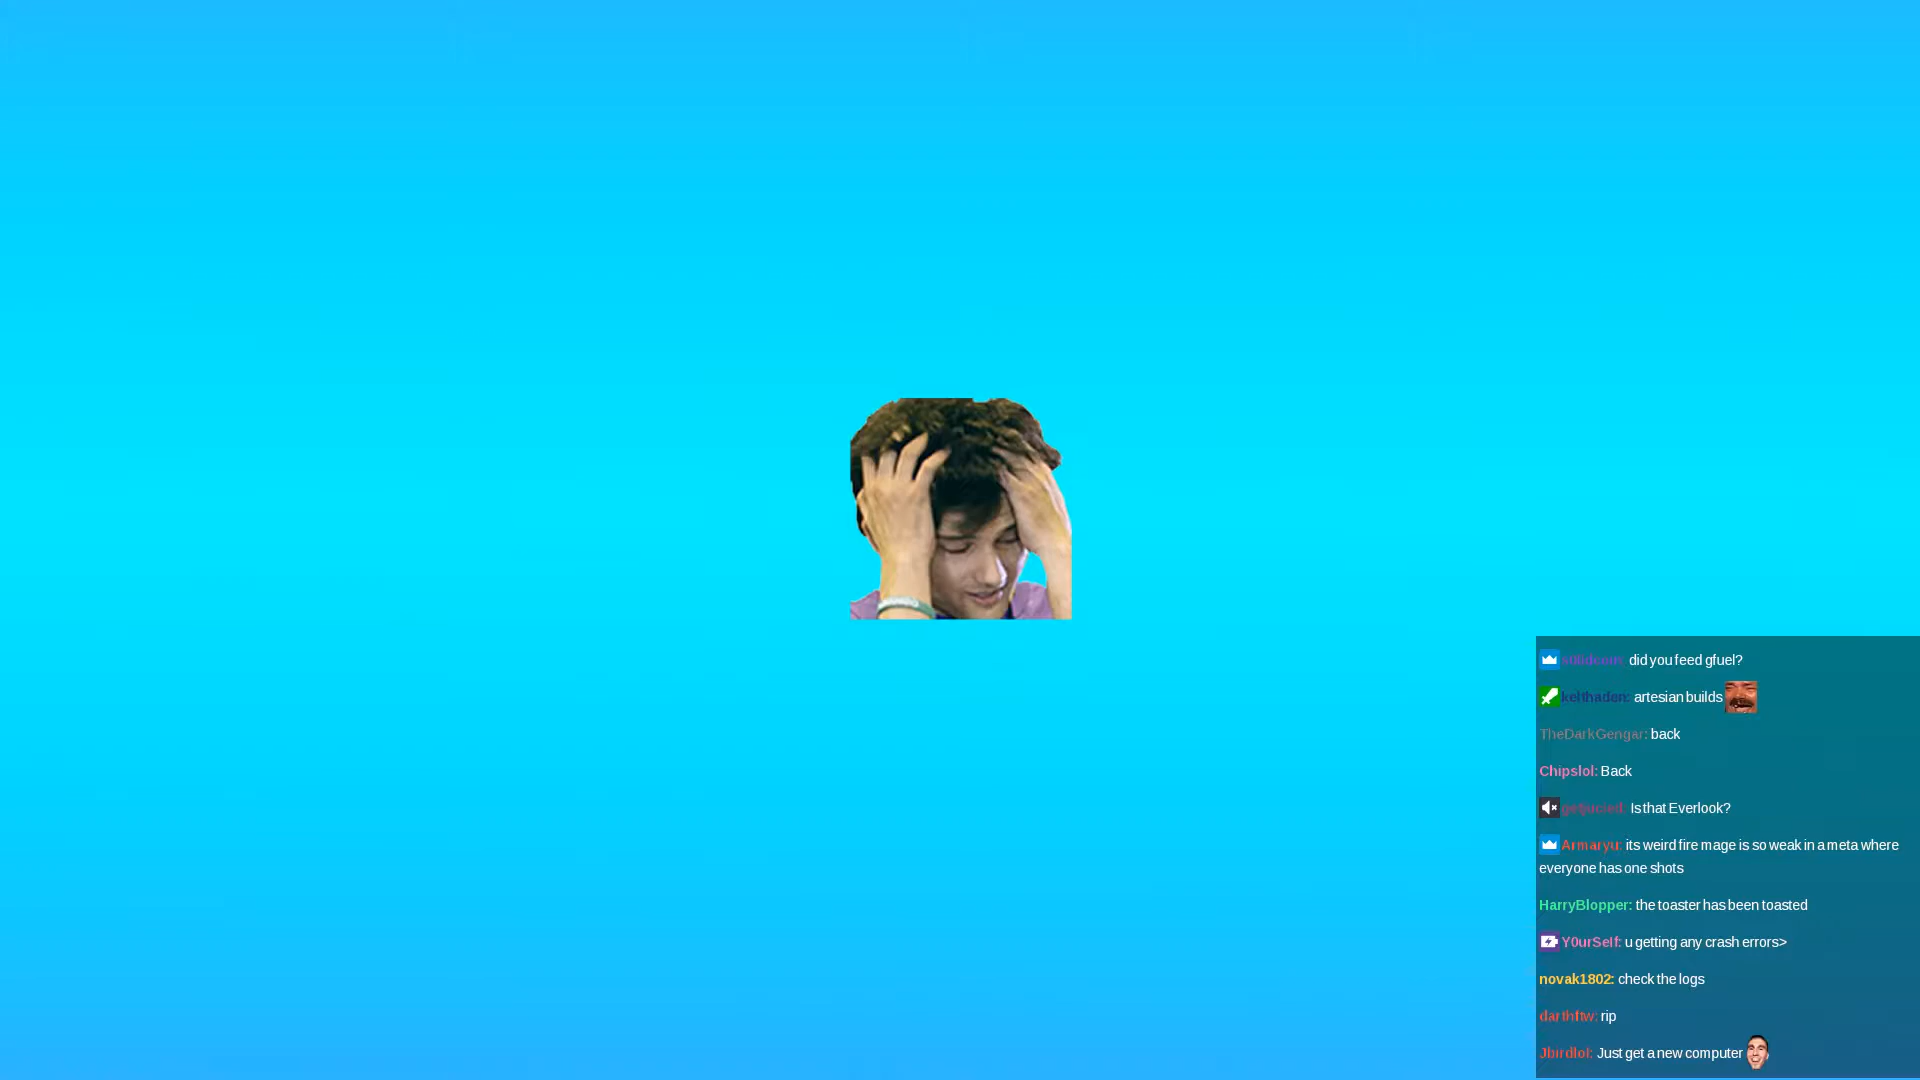 did you feed gfuel?
kelthaden: artesian builds
TheDarkGengar: back
Chipslol: Back
getjuiced: Is that Everlook?
Armaryu: its weird fire mage is so weak in a meta where
everyone has one shots
HarryBlopper: the toaster has been toasted
Y0urSelf: u getting any crash errors>
novak1802: check the logs
darthftw: rip
Jbirdlol: Just get a new computer